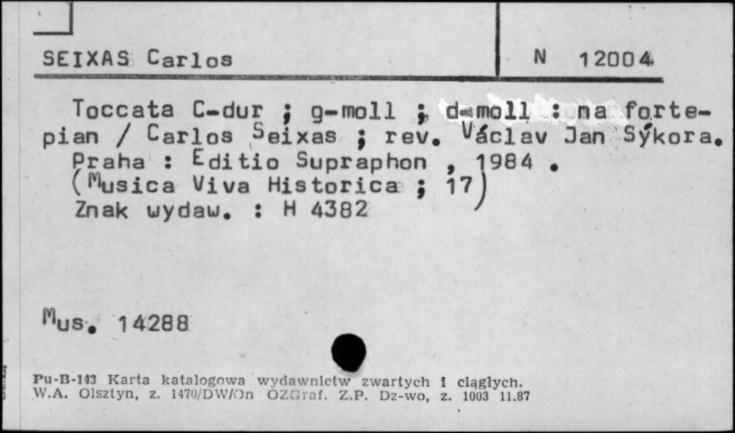 SEIXAS Carlos N 12004
Toccata C-dur ; g-moll ; d-moll : na forte-
pian / Carlos Seixas ; rev. Václav Jan Sýkora.
Praha : Editio Supraphon , 1984 .
(Musica Viva Historica ; 17)
Znak wydaw. : H 4382
Mus. 14288
Pu-B-143 Karta katalogowa wydawnictw zwartych i ciągłych.
W.A. Olsztyn, z. 1470/DW/On OZGraf. Z.P. Dz-wo, z. 1003 11.87